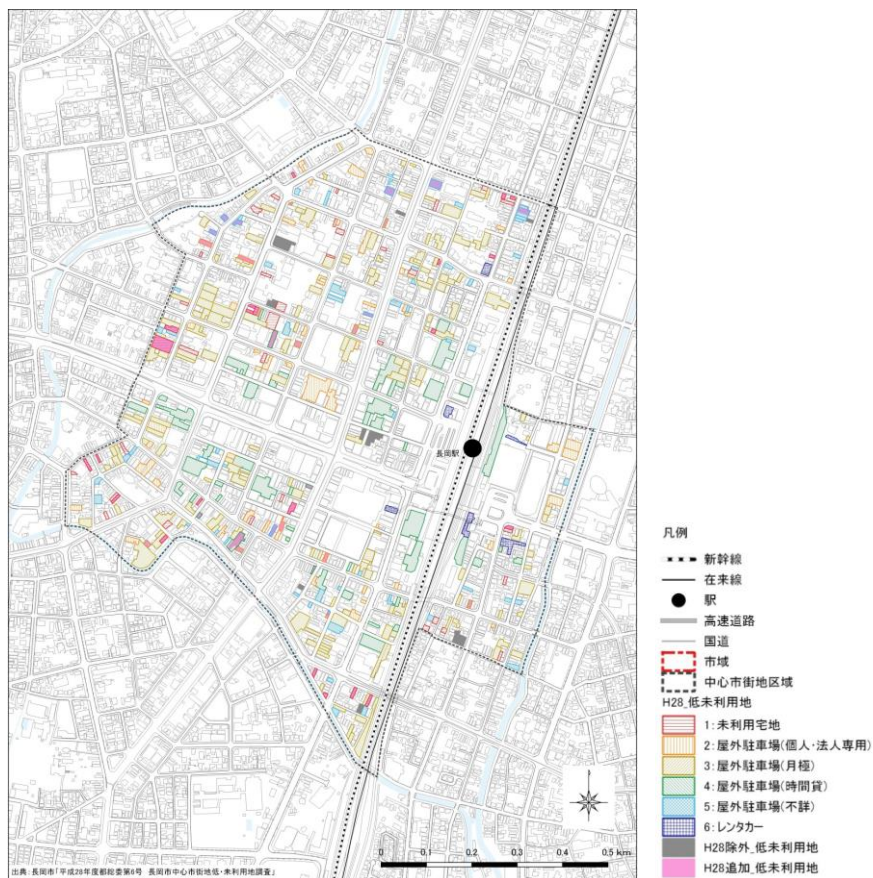 長岡駅
凡例
新幹線
在来線
駅
高速道路
国道
市域
中心市街地区域
H28_低未利用地
1:未利用宅地
2:屋外駐車場(個人・法人専用)
3:屋外駐車場(月極)
4:屋外駐車場(時間貸)
5:屋外駐車場(不詳)
6:レンタカー
H28除外_低未利用地
H28追加_低未利用地
0 0.1 0.2 0.3 0.4 0.5 km
出典:長岡市「平成28年度都総委第6号 長岡市中心市街地低・未利用地調査」